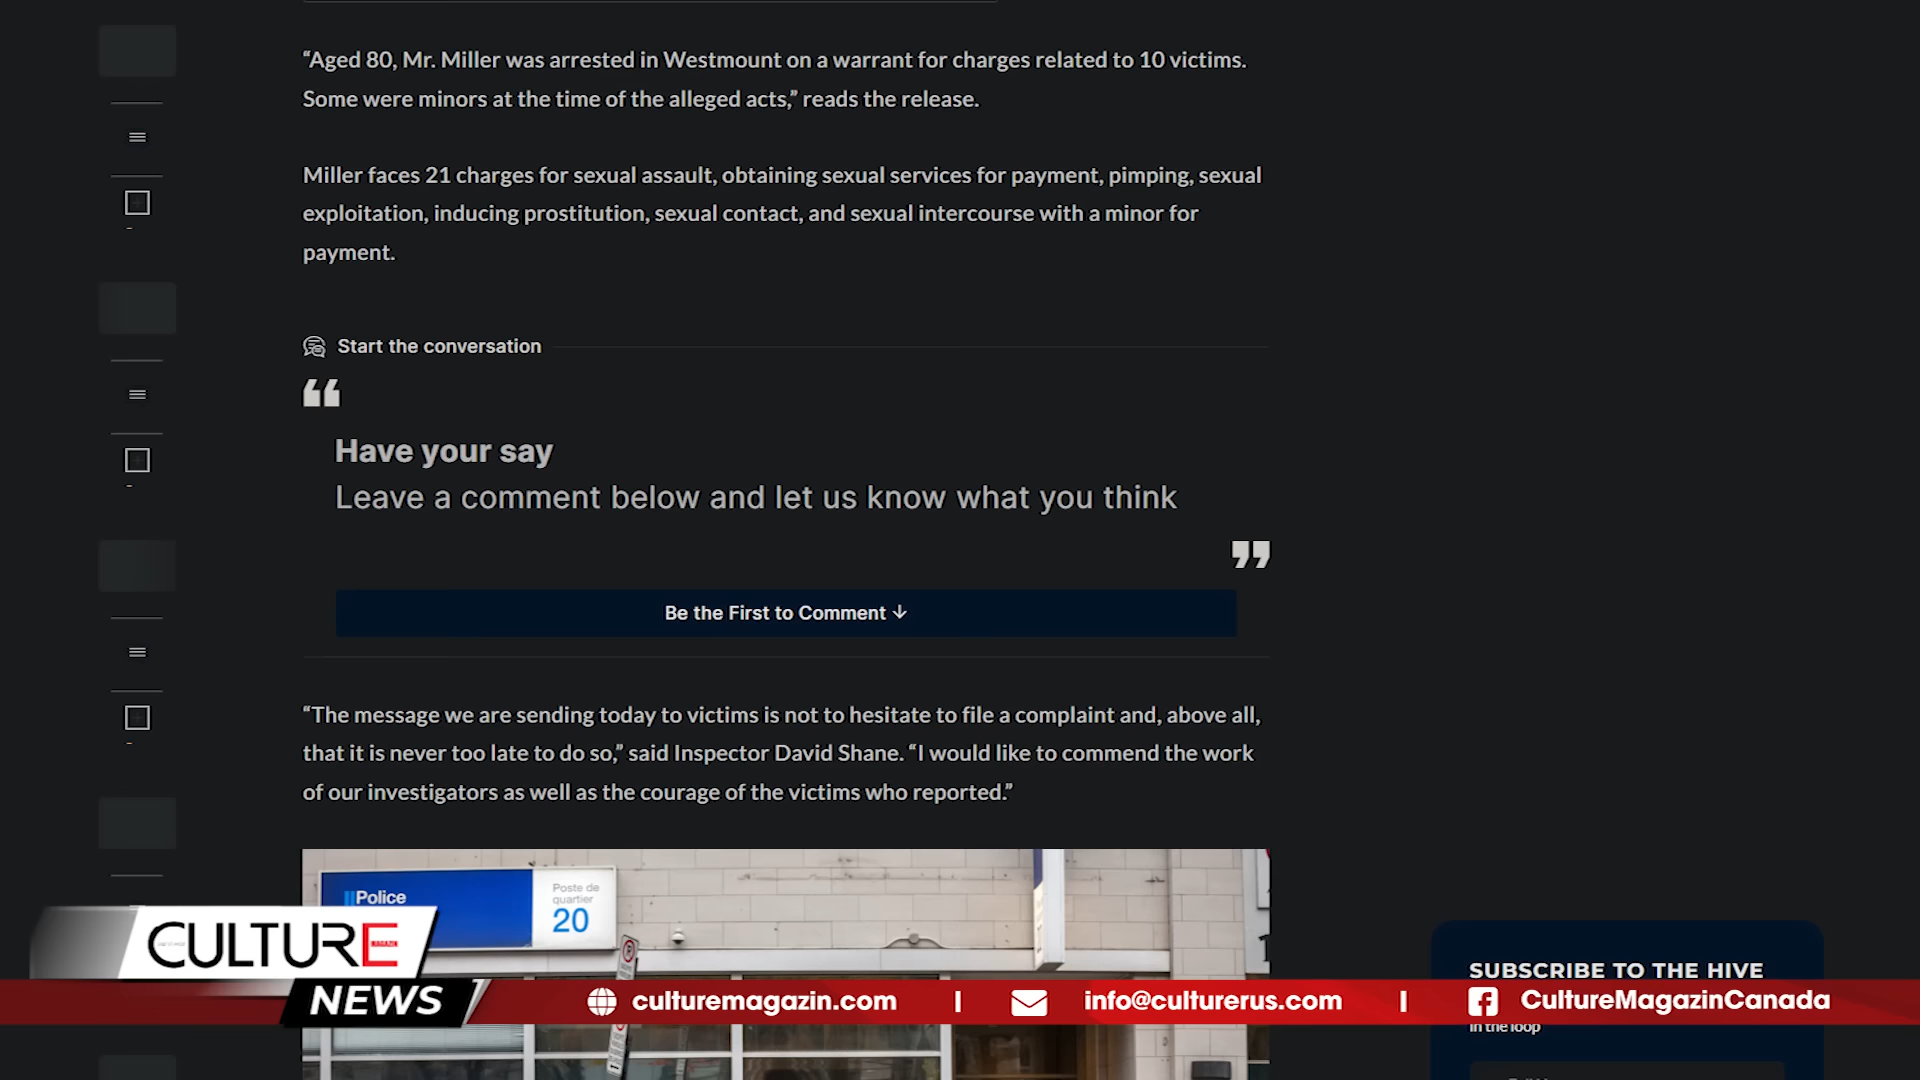 “Aged 80, Mr. Miller was arrested in Westmount on a warrant for charges related to 10 victims.
Some were minors at the time of the alleged acts,” reads the release.
Miller faces 21 charges for sexual assault, obtaining sexual services for payment, pimping, sexual
exploitation, inducing prostitution, sexual contact, and sexual intercourse with a minor for
payment.
Start the conversation
“
Have your say
Leave a comment below and let us know what you think
”
Be the First to Comment ↓
“The message we are sending today to victims is not to hesitate to file a complaint and, above all,
that it is never too late to do so,” said Inspector David Shane. “I would like to commend the work
of our investigators as well as the courage of the victims who reported.”
Police
Poste de
quartier
20
CULTURE
MAGAZIN
NEWS
culturemagazin.com | info@culturerus.com | CultureMagazinCanada
SUBSCRIBE TO THE HIVE
in the loop